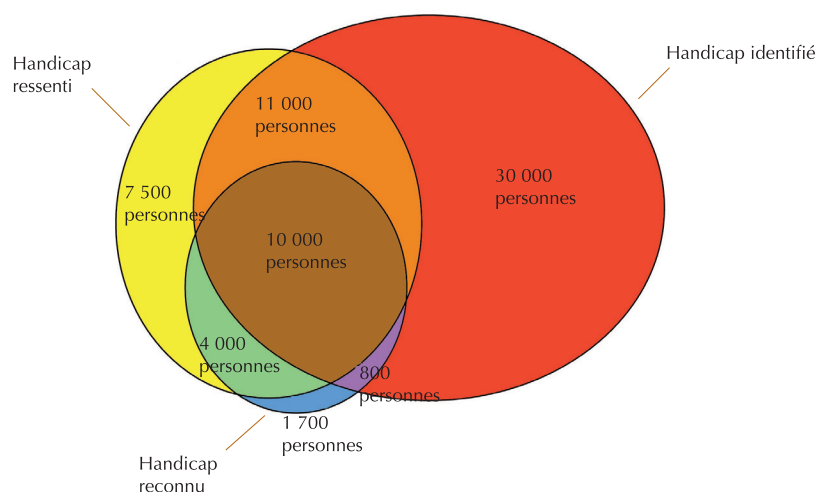 Handicap identifié
Handicap
ressenti
11 000
personnes
30 000
personnes
7 500
personnes
10 000
personnes
4 000
personnes
800
personnes
1 700
personnes
Handicap
reconnu